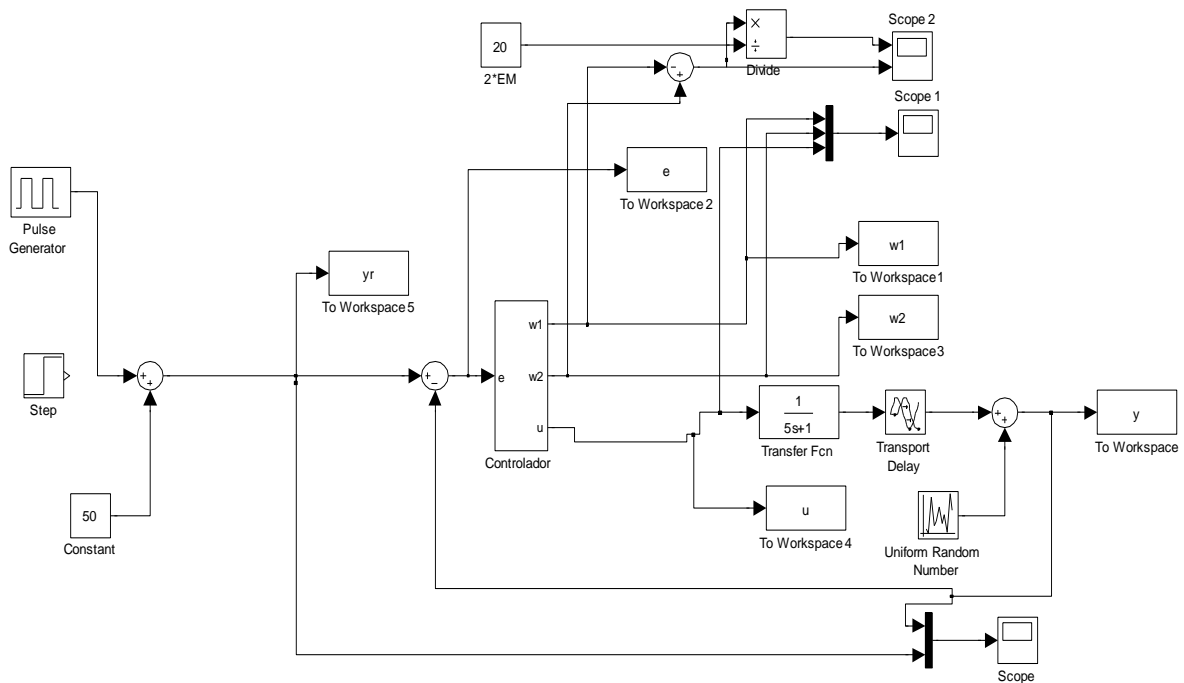 Scope 2
20
×
÷
2*EM
-
+
Divide
Scope 1
e
To Workspace 2
Pulse
Generator
w1
To Workspace 1
yr
To Workspace 5
w2
To Workspace 3
w1
e
w2
u
Controlador
+
+
+
-
Step
1
5s+1
Transfer Fcn
Transport
Delay
+
+
y
To Workspace
50
Constant
u
To Workspace 4
Uniform Random
Number
Scope